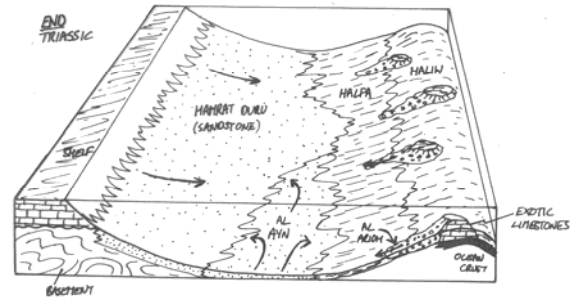 END
TRIASSIC
HAMRAT DURU
(SANDSTONE)
HALFA
HALIW
SHELF
AL
AYN
AL
ARIDH
EXOTIC
LIMESTONES
OCEAN
CRUST
BASEMENT